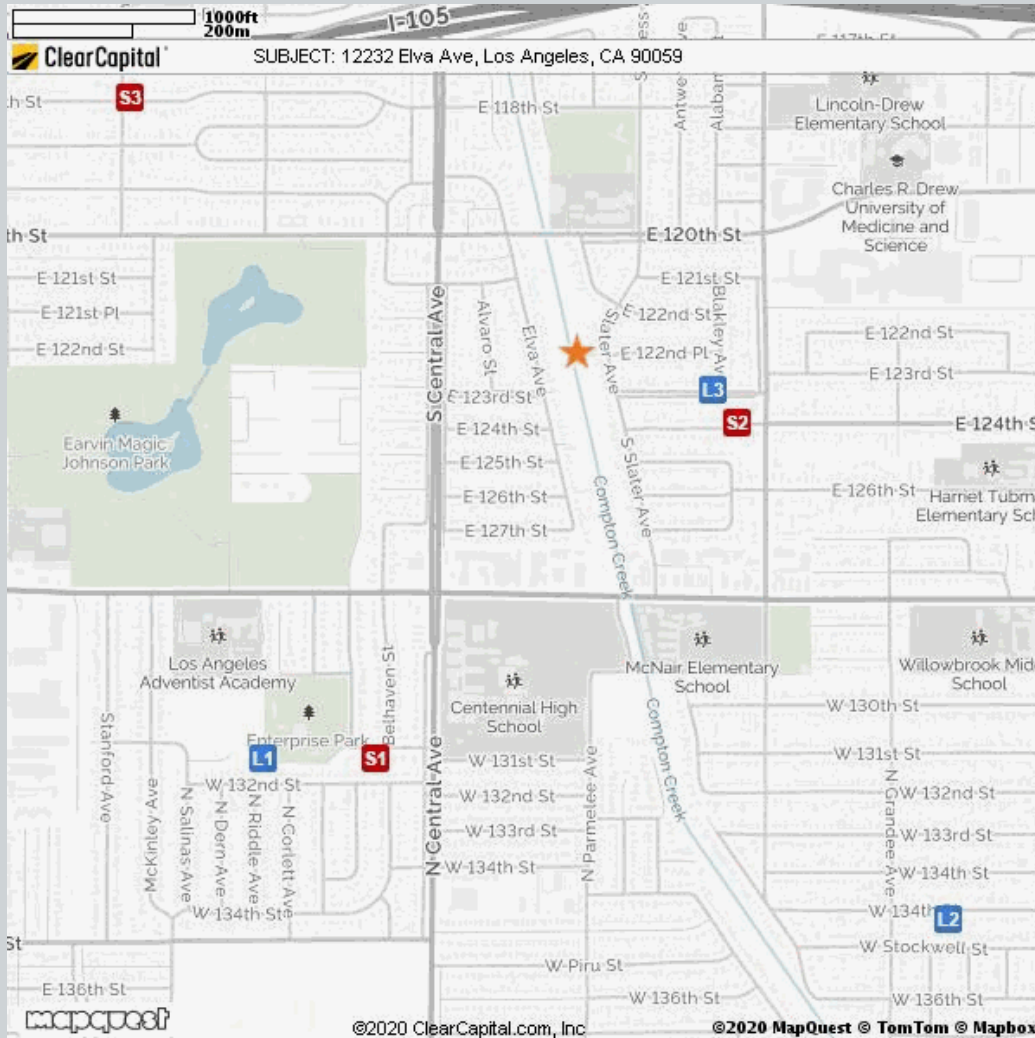 1000ft
200m
I-105
ClearCapital
SUBJECT: 12232 Elva Ave, Los Angeles, CA 90059
S3
E 118th St
Lincoln-Drew
Elementary School
Charles R. Drew
University of
Medicine and
Science
th St
E 120th St
E 121st St
E 121st St
E 121st Pl
E 122nd St
E 122nd St
E 122nd St
S Central Ave
Alvaro St
Elva Ave
Slater Ave
Blakley Av
E 122nd Pl
E 123rd St
L3
E 123rd St
S2
E 124th St
E 124th S
Earvin Magic
Johnson Park
E 125th St
S Slater Ave
E 126th St
E 126th St
Harriet Tubm
Elementary Sch
E 127th St
Compton Creek
Los Angeles
Adventist Academy
Belhaven St
McNair Elementary
School
Willowbrook Mid
School
Centennial High
School
Stanford Ave
Enterprise Park
W 130th St
L1
S1
W 131st St
W 131st St
W 132nd St
W 132nd St
W 132nd St
McKinley Ave
N Salinas Ave
N Dern Ave
N Riddle Ave
N Corlett Ave
N Central Ave
N Parmelee Ave
Compton Creek
N Grandee Ave
W 133rd St
W 133rd St
W 134th St
W 134th St
W 134th St
W 134th
L2
St
W Stockwell St
W Piru St
E 136th St
W 136th St
W 136th St
mapquest
©2020 ClearCapital.com, Inc
©2020 MapQuest © TomTom © Mapbox